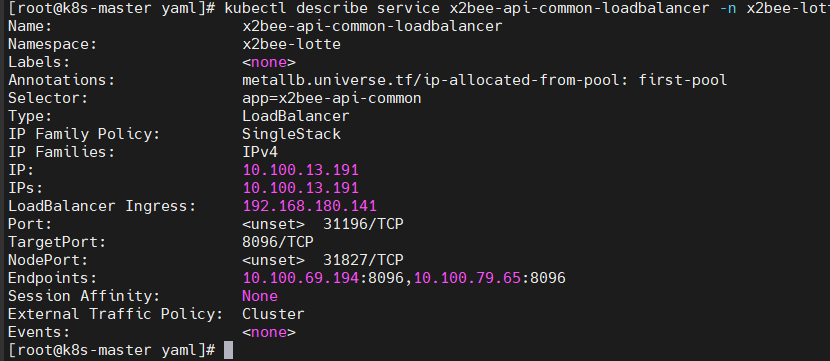 [root@k8s-master yaml]# kubectl describe service x2bee-api-common-loadbalancer -n x2bee-lott
Name: x2bee-api-common-loadbalancer
Namespace: x2bee-lotte
Labels: <none>
Annotations: metallb.universe.tf/ip-allocated-from-pool: first-pool
Selector: app=x2bee-api-common
Type: LoadBalancer
IP Family Policy: SingleStack
IP Families: IPv4
IP: 10.100.13.191
IPs: 10.100.13.191
LoadBalancer Ingress: 192.168.180.141
Port: <unset> 31196/TCP
TargetPort: 8096/TCP
NodePort: <unset> 31827/TCP
Endpoints: 10.100.69.194:8096,10.100.79.65:8096
Session Affinity: None
External Traffic Policy: Cluster
Events: <none>
[root@k8s-master yaml]#